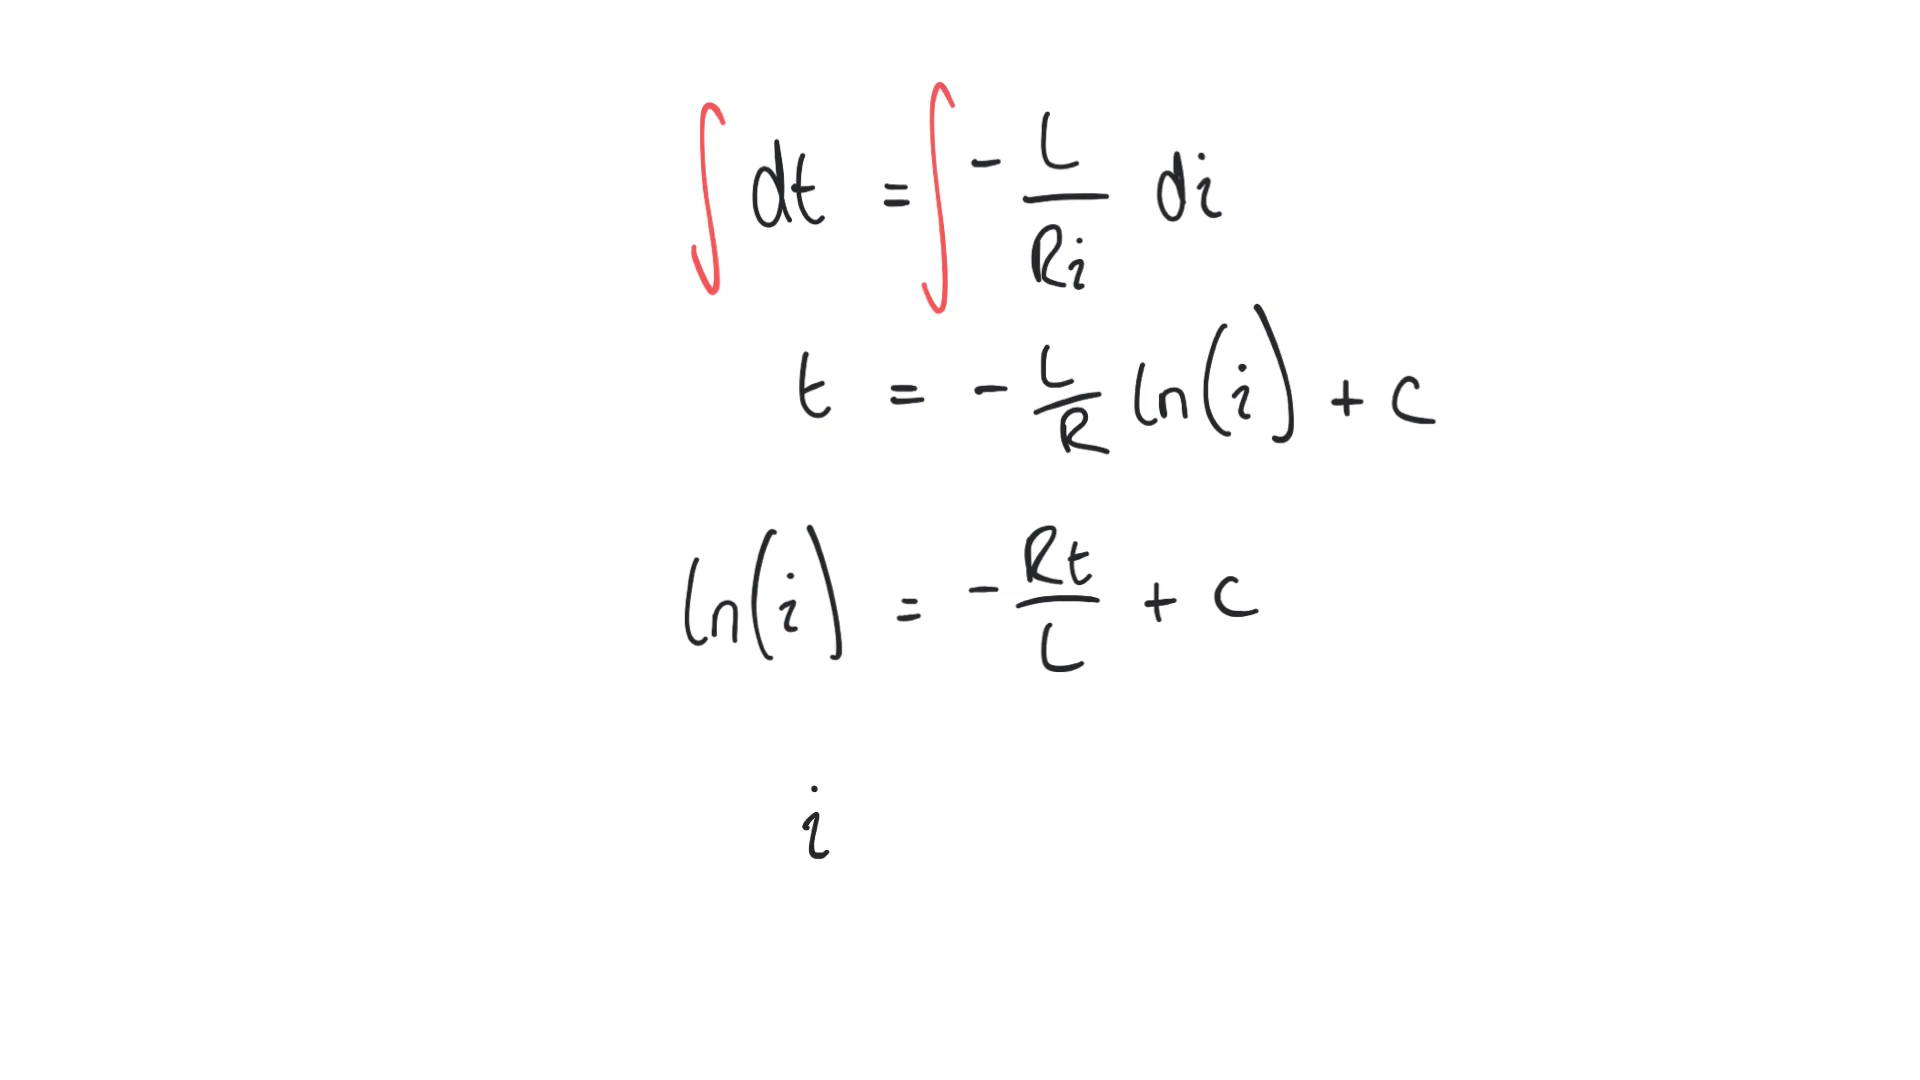 ∫ dt = ∫ - L/Ri di
t = - L/R ln(i) + c
ln(i) = - Rt/L + c
i